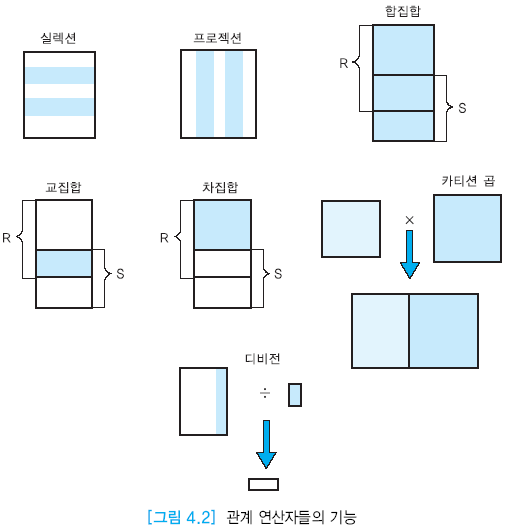 실렉션
프로젝션
합집합
R
S
교집합
차집합
카티션 곱
R
S
R
S
×
디비전
÷
[그림 4.2] 관계 연산자들의 기능